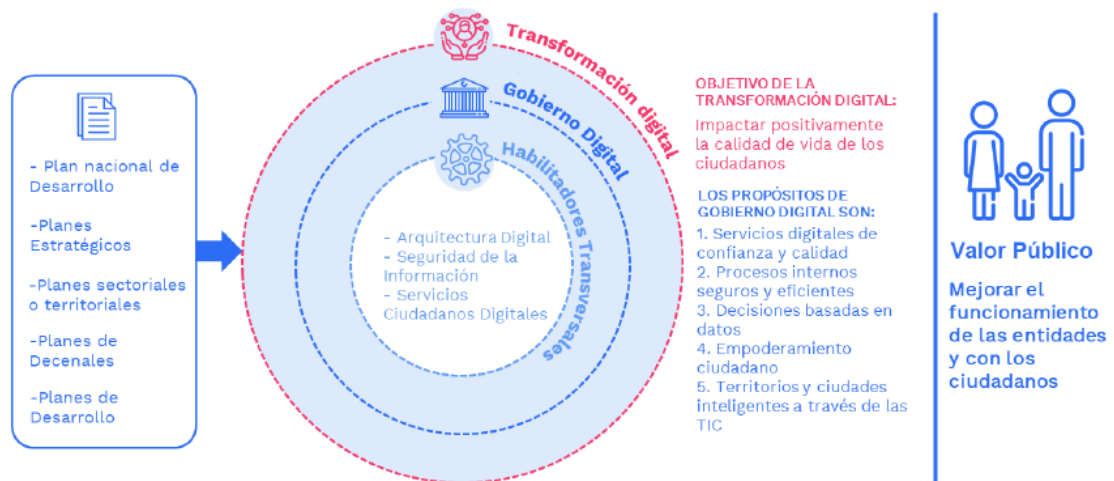 - Plan nacional de
Desarrollo
-Planes
Estratégicos
-Planes sectoriales
o territoriales
-Planes de
Decenales
-Planes de
Desarrollo
Transformación digital
Gobierno Digital
Habilitadores Transversales
- Arquitectura Digital
- Seguridad de la
Información
- Servicios
Ciudadanos Digitales
OBJETIVO DE LA
TRANSFORMACIÓN DIGITAL:
Impactar positivamente
la calidad de vida de los
ciudadanos
LOS PROPÓSITOS DE
GOBIERNO DIGITAL SON:
1. Servicios digitales de
confianza y calidad
2. Procesos internos
seguros y eficientes
3. Decisiones basadas en
datos
4. Empoderamiento
ciudadano
5. Territorios y ciudades
inteligentes a través de las
TIC
Valor Público
Mejorar el
funcionamiento
de las entidades
y con los
ciudadanos